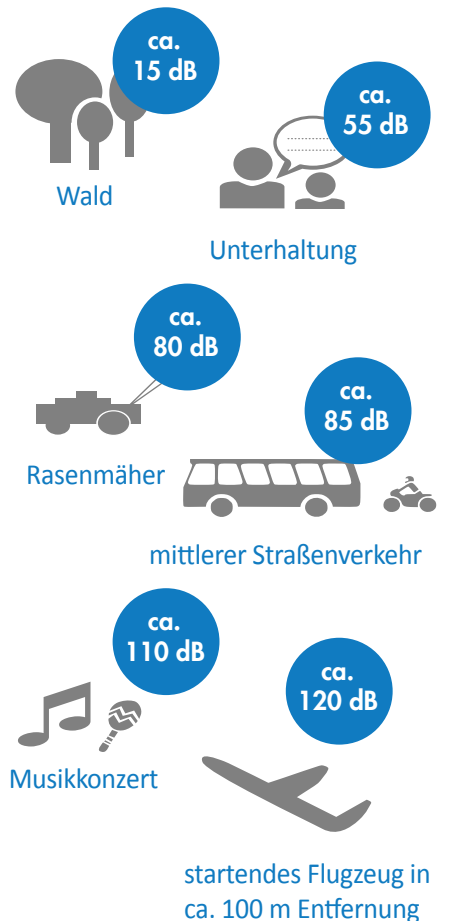 ca.
15 dB
Wald
ca.
55 dB
Unterhaltung
ca.
80 dB
Rasenmäher
ca.
85 dB
mittlerer Straßenverkehr
ca.
110 dB
Musikkonzert
ca.
120 dB
startendes Flugzeug in
ca. 100 m Entfernung